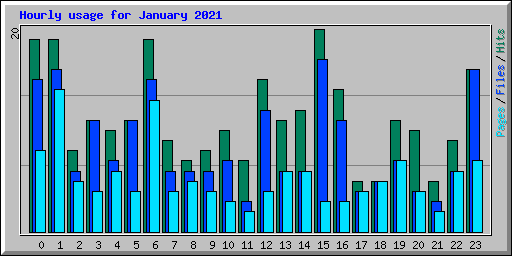 Hourly usage for January 2021
20
Pages/Files/Hits
0 1 2 3 4 5 6 7 8 9 10 11 12 13 14 15 16 17 18 19 20 21 22 23